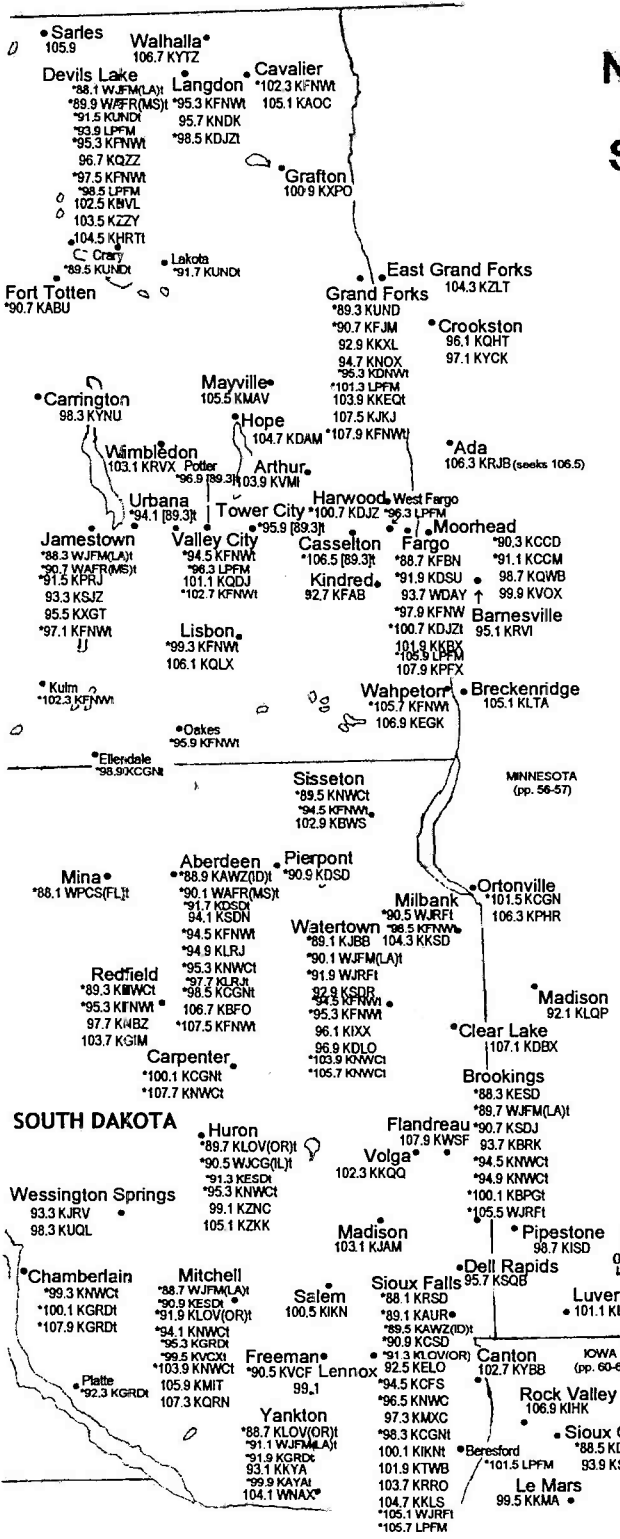 Sarles
105.9
Walhalla
106.7 KYTZ
Devils Lake
*88.1 WJFM(LA)t
*89.9 WAFR(MS)t
*91.5 KUNDt
*93.9 LPFM
*95.3 KFNWt
96.7 KQZZ
*97.5 KFNWt
*98.5 LPFM
102.5 KBVL
103.5 KZZY
104.5 KHRTt
Langdon
*95.3 KFNWt
95.7 KNDK
*98.5 KDJZt
Cavalier
*102.3 KFNWt
105.1 KAOC
Grafton
100.9 KXPO
Crary
*89.5 KUNDt
Lakota
*91.7 KUNDt
Fort Totten
*90.7 KABU
East Grand Forks
104.3 KZLT
Grand Forks
*89.3 KUND
*90.7 KFJM
92.9 KKXL
94.7 KNOX
*95.3 KDNWt
*101.3 LPFM
103.9 KKEQt
107.5 KJKJ
*107.9 KFNWt
Crookston
96.1 KQHT
97.1 KYCK
Carrington
98.3 KYNU
Mayville
105.5 KMAV
Hope
104.7 KDAM
Ada
106.3 KRJB (seeks 106.5)
Wimbledon
103.1 KRVX
Potter
*96.9 [89.3]t
Arthur
103.9 KVMt
Urbana
*94.1 [89.3]t
Tower City
*95.9 [89.3]t
Harwood
*100.7 KDJZ
West Fargo
*96.3 LPFM
Jamestown
*88.3 WJFM(LA)t
*90.7 WAFR(MS)t
*91.5 KPRJ
93.3 KSJZ
95.5 KXGT
*97.1 KFNWt
Valley City
*94.5 KFNWt
*96.3 LPFM
101.1 KQDJ
*102.7 KFNWt
Casselton
*106.5 [89.3]t
Kindred
92.7 KFAB
Fargo
*88.7 KFBN
*91.9 KDSU
93.7 WDAY
*97.9 KFNW
*100.7 KDJZt
101.9 KKBX
*105.9 LPFM
107.9 KPFX
Moorhead
*90.3 KCCD
*91.1 KCCM
98.7 KQWB
99.9 KVOX
Barnesville
95.1 KRVI
Lisbon
*99.3 KFNWt
106.1 KQLX
Kulm
*102.3 KFNWt
Oakes
*95.9 KFNWt
Wahpeton
*105.7 KFNWt
106.9 KEGK
Breckenridge
105.1 KLTA
Ellendale
*98.9 KCGNt
MINNESOTA
(pp. 56-57)
Sisseton
*89.5 KNWCt
*94.5 KFNWt
102.9 KBWS
Mina
*88.1 WPCS(FL)t
Aberdeen
*88.9 KAWZ(ID)t
*90.1 WAFR(MS)t
*91.7 KDSDt
94.1 KSDN
*94.5 KFNWt
*94.9 KLRJ
*95.3 KNWCt
*97.7 KLRJt
*98.5 KCGNt
106.7 KBFO
*107.5 KFNWt
Pierpont
*90.9 KDSD
Milbank
*90.5 WJRFt
*98.5 KFNWt
104.3 KKSD
Ortonville
*101.5 KCGN
106.3 KPHR
Watertown
*89.1 KJBB
*90.1 WJFM(LA)t
*91.9 WJRFt
92.9 KSDR
*94.5 KFNWt
*95.3 KFNWt
96.1 KIXX
96.9 KDLO
*103.9 KNWCt
*105.7 KNWCt
Redfield
*89.3 KNWCt
*95.3 KFNWt
97.7 KNBZ
103.7 KGIM
Madison
92.1 KLQP
Clear Lake
107.1 KDBX
Carpenter
*100.1 KCGNt
*107.7 KNWCt
Brookings
*88.3 KESD
*89.7 WJFM(LA)t
*90.7 KSDJ
93.7 KBRK
*94.5 KNWCt
*94.9 KNWCt
*100.1 KBPGt
*105.5 WJRFt
SOUTH DAKOTA
Huron
*89.7 KLOV(OR)t
*90.5 WJCG(IL)t
*91.3 KESDt
*95.3 KNWCt
99.1 KZNC
105.1 KZKK
Flandreau
107.9 KWSF
Volga
102.3 KKQQ
Wessington Springs
93.3 KJRV
98.3 KUQL
Madison
103.1 KJAM
Pipestone
98.7 KISD
Dell Rapids
95.7 KSQB
Chamberlain
*99.3 KNWCt
*100.1 KGRDt
*107.9 KGRDt
Mitchell
*88.7 WJFM(LA)t
*90.9 KESDt
*91.9 KLOV(OR)t
*94.1 KNWCt
*95.3 KGRDt
*99.5 KVCXt
*103.9 KNWCt
105.9 KMIT
107.3 KQRN
Salem
100.5 KIKN
Sioux Falls
*88.1 KRSD
*89.1 KAUR
*89.5 KAWZ(ID)t
*90.9 KCSD
*91.3 KLOV(OR)
92.5 KELO
*94.5 KCFS
*96.5 KNWC
97.3 KMXC
*98.3 KCGNt
100.1 KIKNt
101.9 KTWB
103.7 KRRO
104.7 KKLS
*105.1 WJRFt
*105.7 LPFM
Luver
101.1 K
Platte
*92.3 KGRDt
Freeman
*90.5 KVCF
Lennox
99.1
Canton
102.7 KYBB
IOWA
(pp. 60-6
Rock Valley
106.9 KIHK
Yankton
*88.7 KLOV(OR)t
*91.1 WJFM(LA)t
*91.9 KGRDt
93.1 KKYA
*99.9 KAYAt
104.1 WNAX
Beresford
*101.5 LPFM
Sioux
*88.5 K
93.9 K
Le Mars
99.5 KKMA